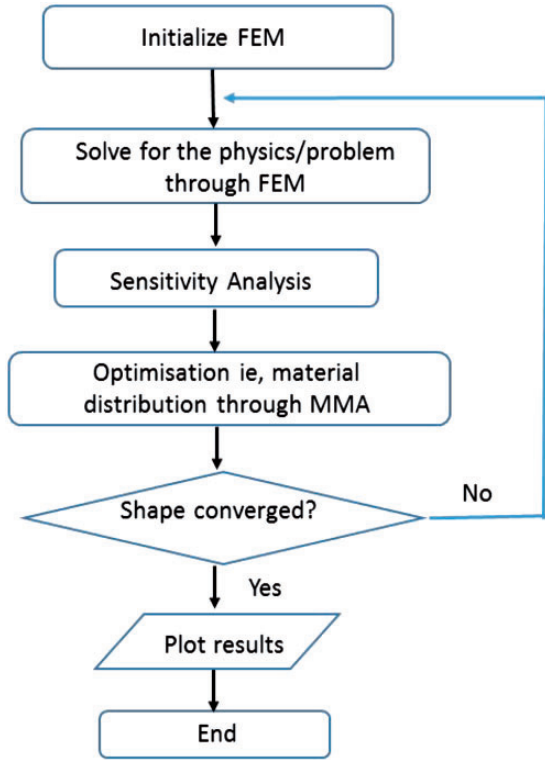 Initialize FEM
Solve for the physics/problem
through FEM
Sensitivity Analysis
Optimisation ie, material
distribution through MMA
Shape converged?
No
Yes
Plot results
End